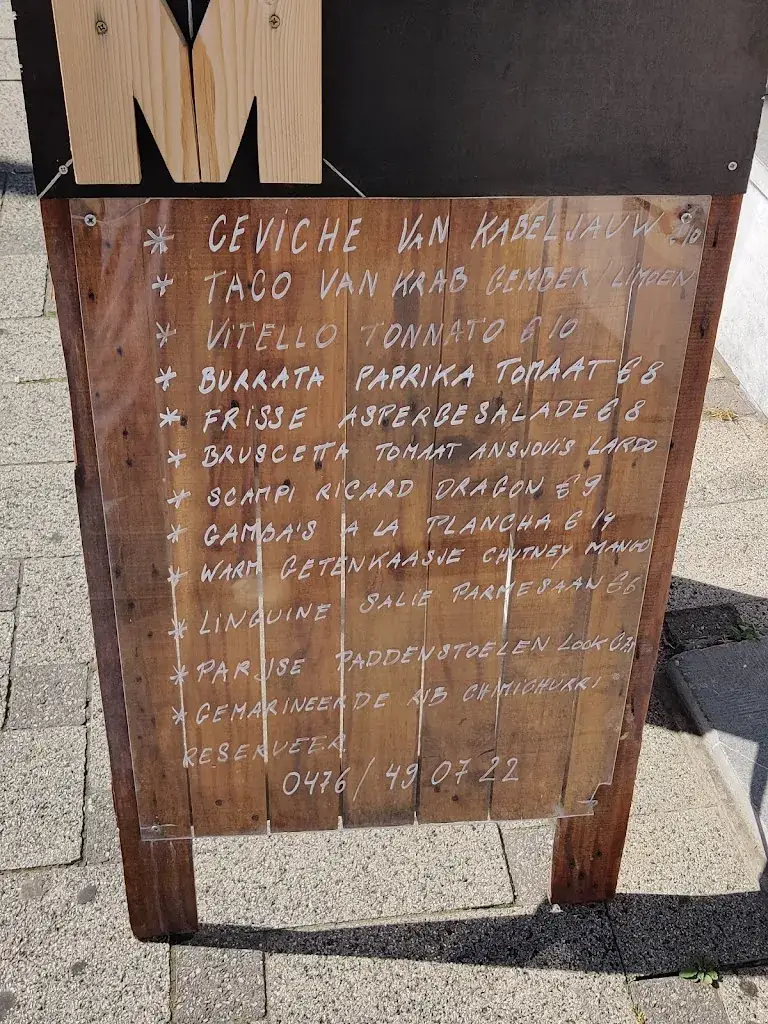 M
* CEVICHE VAN KABELJAUW €10
* TACO VAN KRAB GEMBER/LIMOEN
* VITELLO TONNATO €10
* BURRATA PAPRIKA TOMAAT €8
* FRISSE ASPERGESALADE €8
* BRUSCETTA TOMAAT ANSJOVIS LARDO
* SCAMPI RICARD DRAGON €9
* GAMBA'S A LA PLANCHA €14
* WARM GETENKAASJE CHUTNEY MANGO
* LINGUINE SALIE PARMESAAN €6
* PARIJSE PADDENSTOELEN LOOK
* GEMARINEERDE RIB CHMICHURRI
RESERVEER
0476/49 07 22